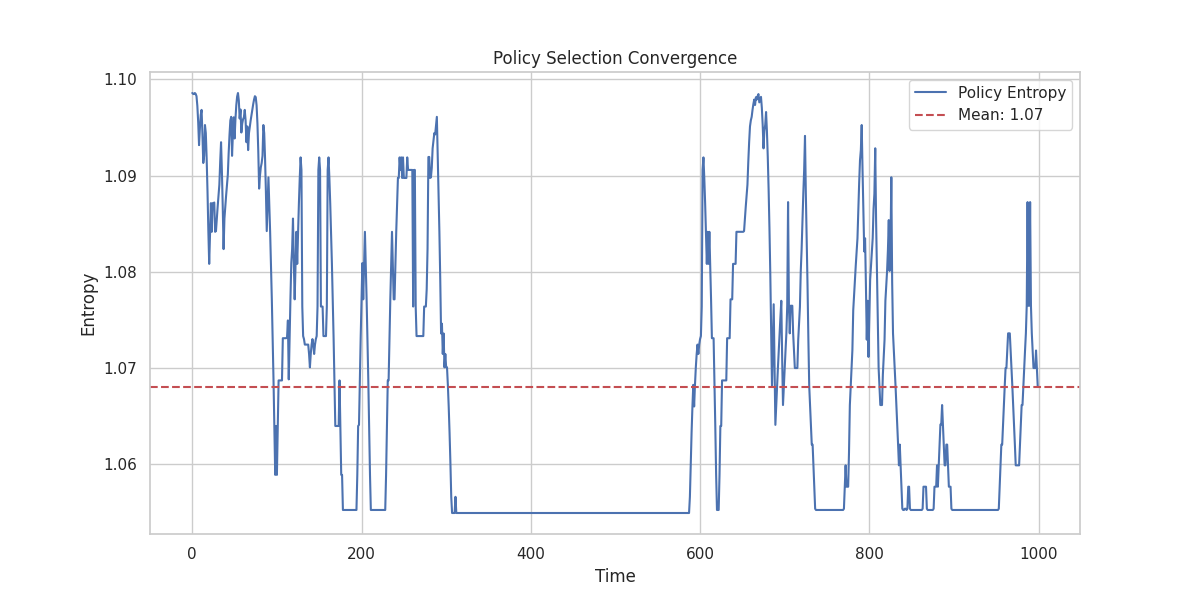 Policy Selection Convergence
1.10
1.09
1.08
1.07
1.06
Entropy
Policy Entropy
Mean: 1.07
0
200
400
600
800
1000
Time